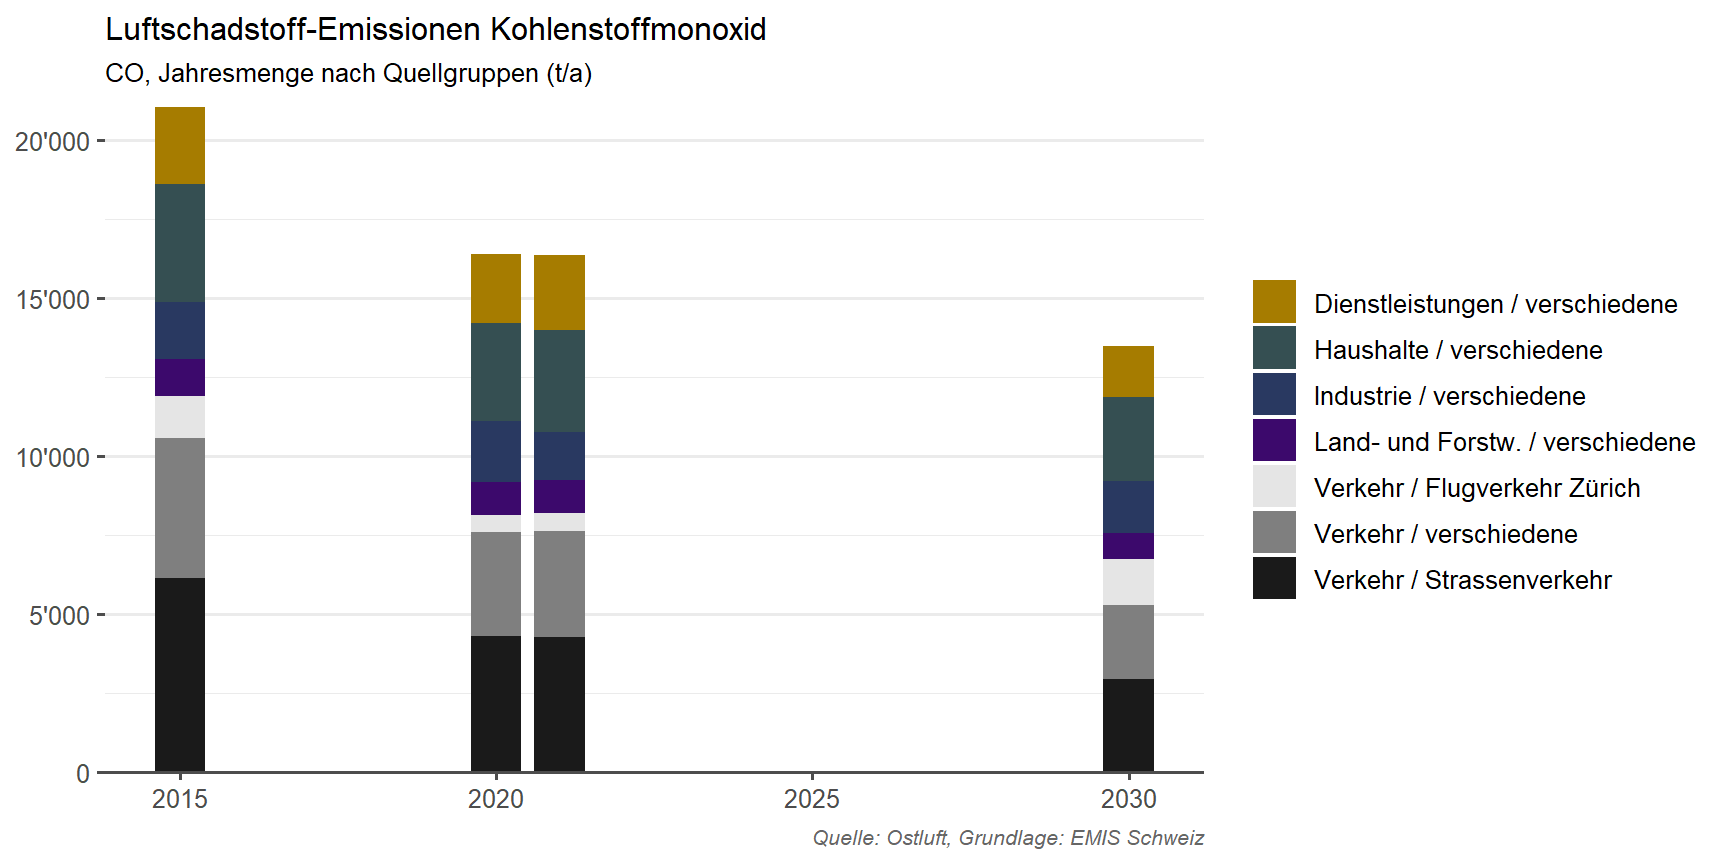 Luftschadstoff-Emissionen Kohlenstoffmonoxid
CO, Jahresmenge nach Quellgruppen (t/a)
20'000
15'000
10'000
5'000
0
2015
2020
2025
2030
Dienstleistungen / verschiedene
Haushalte / verschiedene
Industrie / verschiedene
Land- und Forstw. / verschiedene
Verkehr / Flugverkehr Zürich
Verkehr / verschiedene
Verkehr / Strassenverkehr
Quelle: Ostluft, Grundlage: EMIS Schweiz